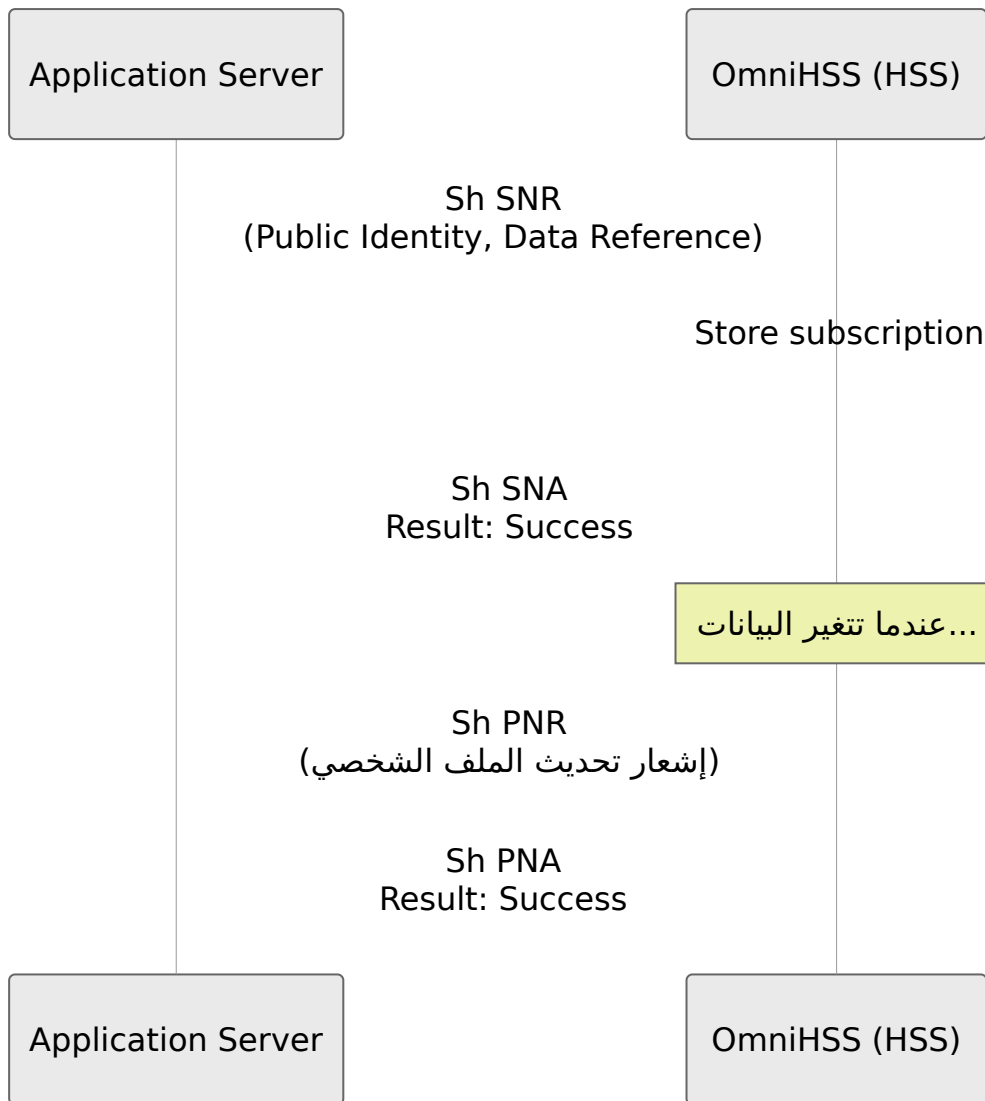 Application Server
OmniHSS (HSS)
Sh SNR
(Public Identity, Data Reference)
Store subscription
Sh SNA
Result: Success
عندما تتغير البيانات...
Sh PNR
(إشعار تحديث الملف الشخصي)
Sh PNA
Result: Success
Application Server
OmniHSS (HSS)